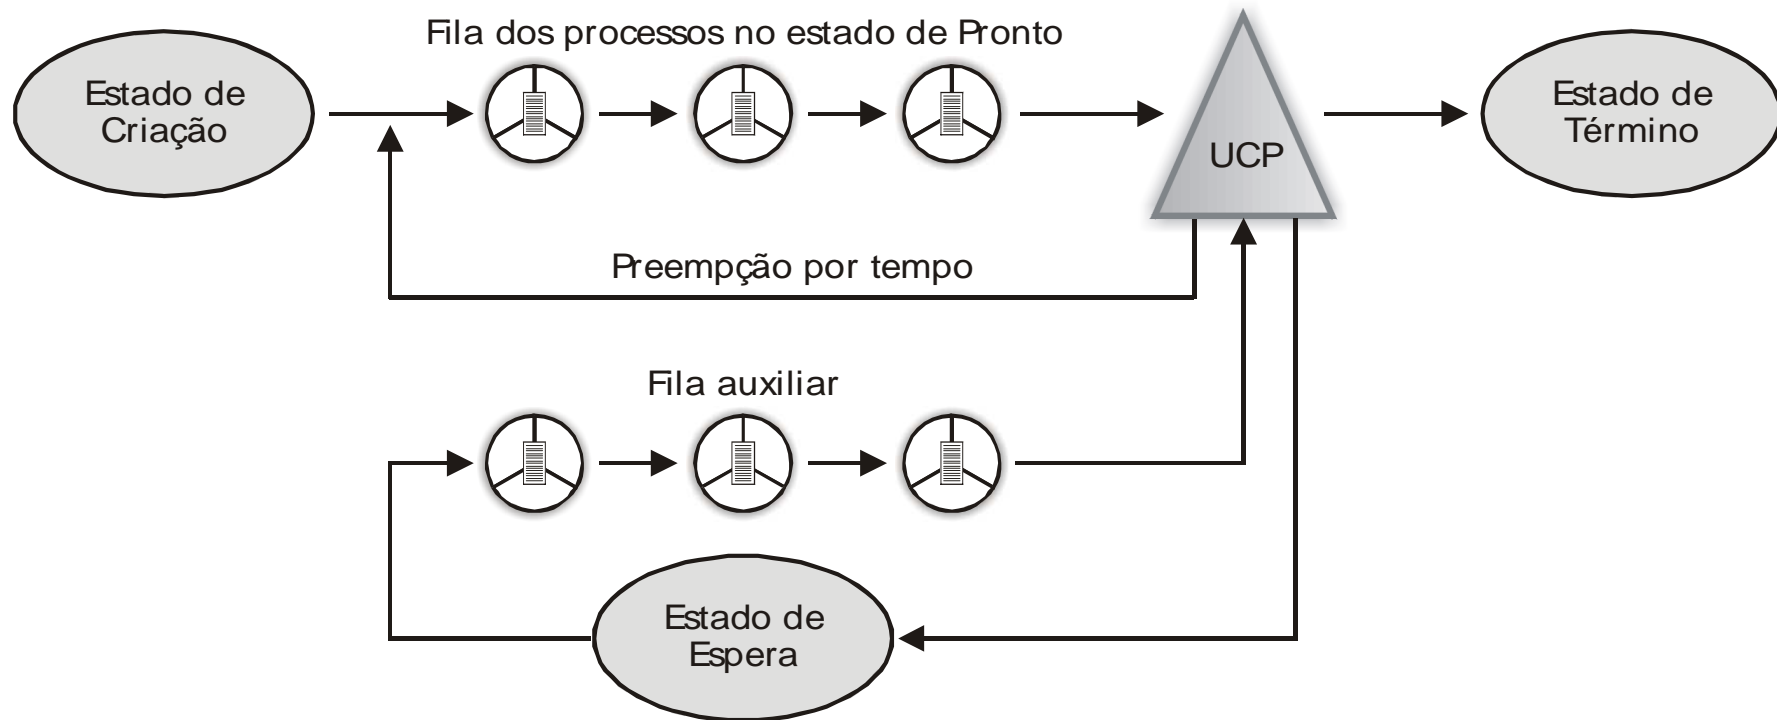 Fila dos processos no estado de Pronto
Estado de
Criação
UCP
Estado de
Término
Preempção por tempo
Fila auxiliar
Estado de
Espera